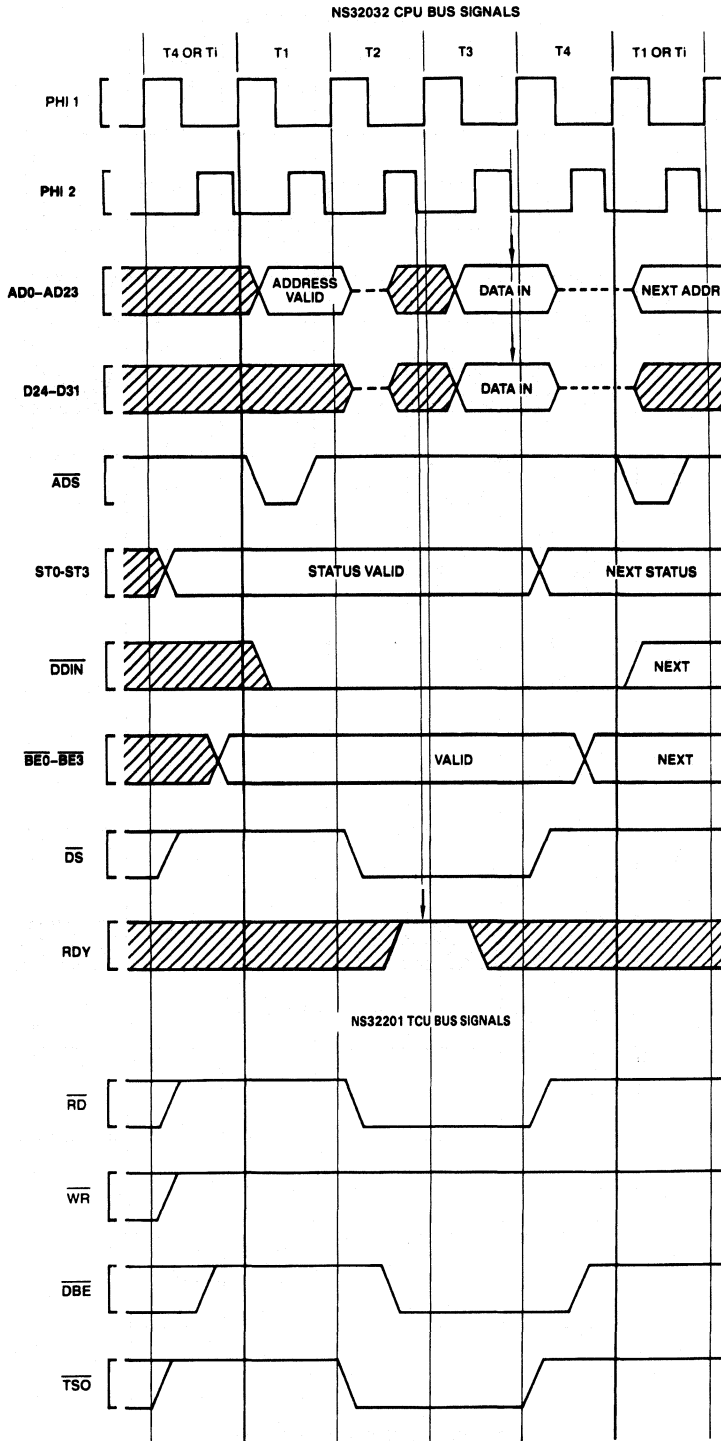 NS32032 CPU BUS SIGNALS
T4 OR Ti T1 T2 T3 T4 T1 OR Ti
PHI 1
PHI 2
AD0–AD23 ADDRESS VALID DATA IN NEXT ADDR
D24–D31 DATA IN
ADS
ST0-ST3 STATUS VALID NEXT STATUS
DDIN NEXT
BE0–BE3 VALID NEXT
DS
RDY
NS32201 TCU BUS SIGNALS
RD
WR
DBE
TSO